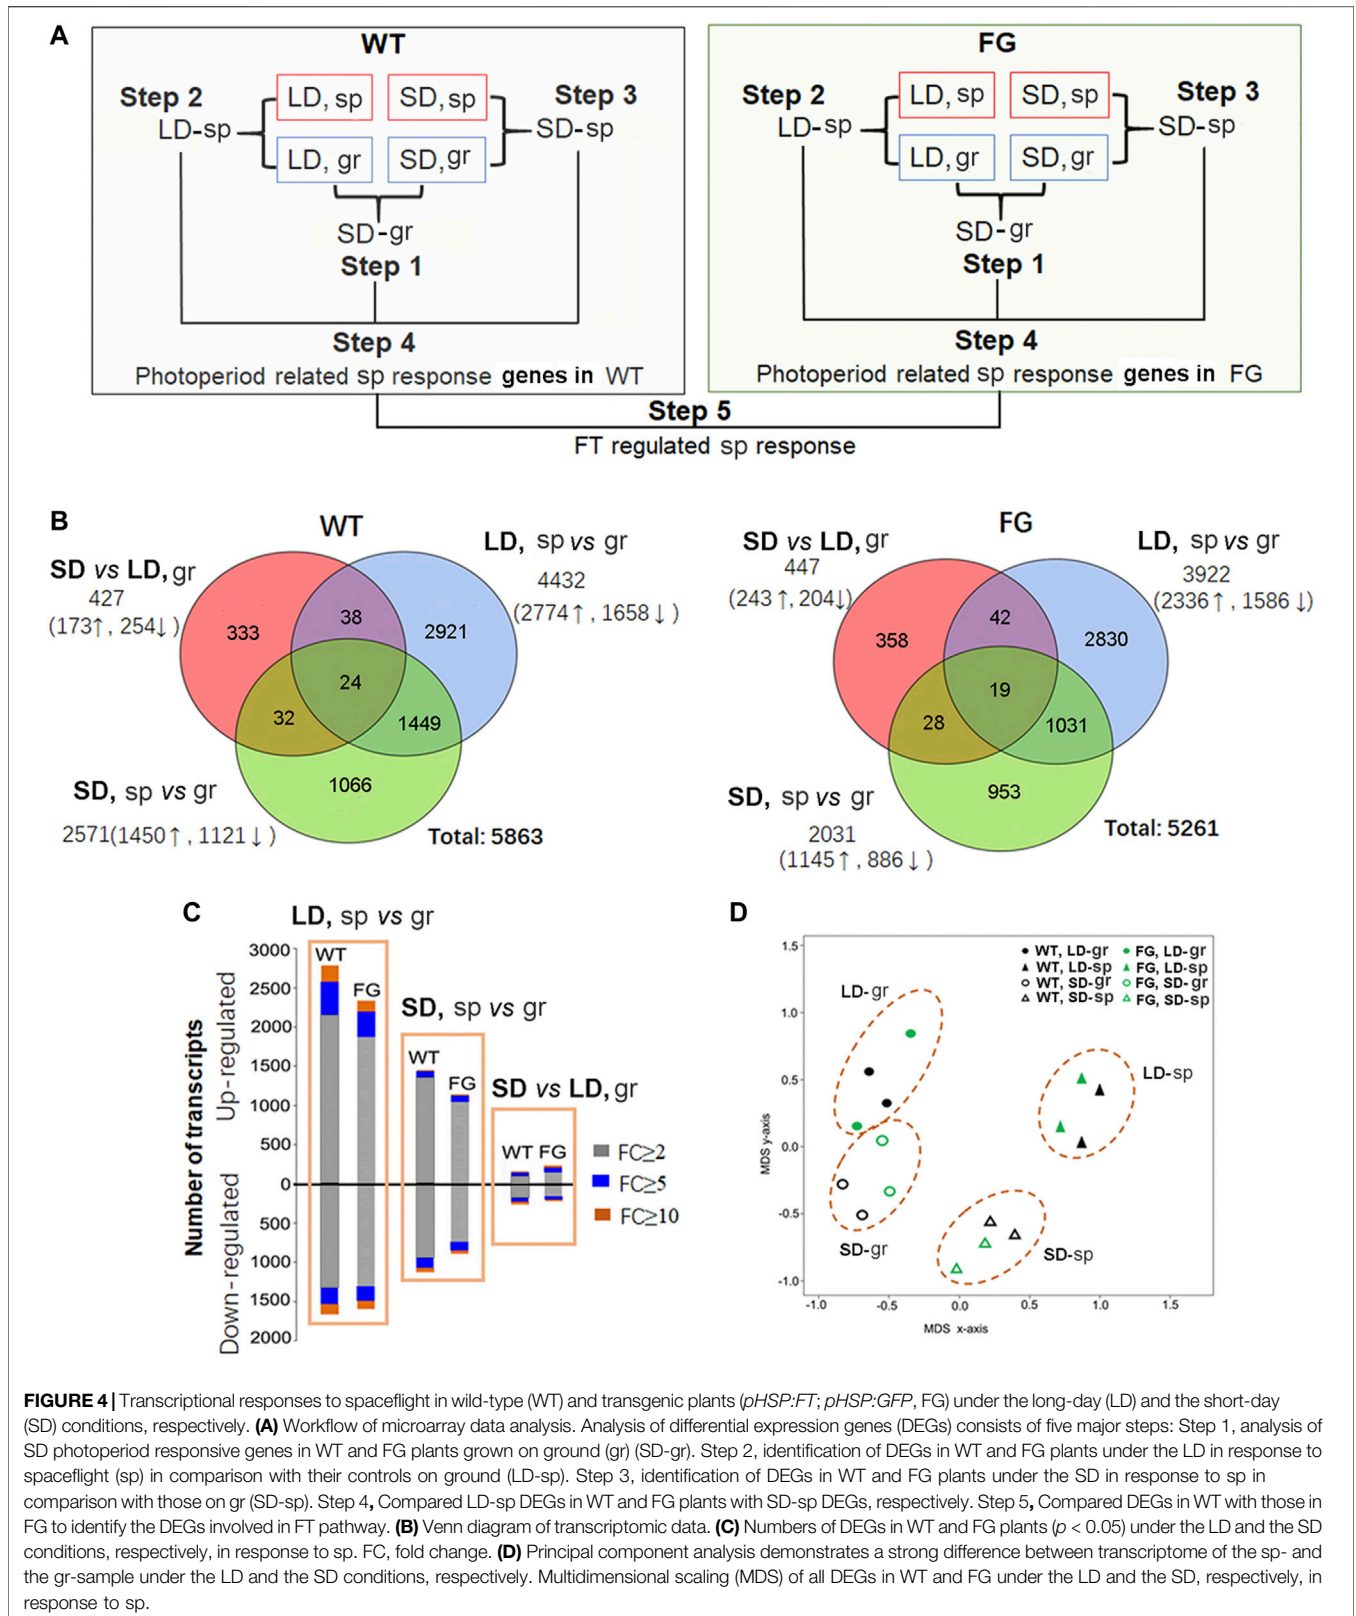 A
WT
Step 2
LD-sp
LD, sp
SD, sp
LD, gr
SD, gr
Step 3
SD-sp
SD-gr
Step 1
Step 4
Photoperiod related sp response genes in WT
FG
Step 2
LD-sp
LD, sp
SD, sp
LD, gr
SD, gr
Step 3
SD-sp
SD-gr
Step 1
Step 4
Photoperiod related sp response genes in FG
Step 5
FT regulated sp response
B
WT
SD vs LD, gr
427
(173↑, 254↓)
LD, sp vs gr
4432
(2774↑, 1658↓)
333
38
2921
24
32
1449
1066
SD, sp vs gr
2571(1450↑, 1121↓)
Total: 5863
FG
SD vs LD, gr
447
(243↑, 204↓)
LD, sp vs gr
3922
(2336↑, 1586↓)
358
42
2830
19
28
1031
953
SD, sp vs gr
2031
(1145↑, 886↓)
Total: 5261
C
LD, sp vs gr
SD, sp vs gr
SD vs LD, gr
Number of transcripts
Up-regulated
Down-regulated
3000
2500
2000
1500
1000
500
0
500
1000
1500
2000
WT
FG
WT
FG
WT FG
FC≥2
FC≥5
FC≥10
D
WT, LD-gr
WT, LD-sp
WT, SD-gr
WT, SD-sp
FG, LD-gr
FG, LD-sp
FG, SD-gr
FG, SD-sp
LD-gr
LD-sp
SD-gr
SD-sp
MDS y-axis
1.5
1.0
0.5
0.0
-0.5
-1.0
-1.0
-0.5
0.0
0.5
1.0
1.5
MDS x-axis
FIGURE 4 | Transcriptional responses to spaceflight in wild-type (WT) and transgenic plants (pHSP:FT; pHSP:GFP, FG) under the long-day (LD) and the short-day
(SD) conditions, respectively. (A) Workflow of microarray data analysis. Analysis of differential expression genes (DEGs) consists of five major steps: Step 1, analysis of
SD photoperiod responsive genes in WT and FG plants grown on ground (gr) (SD-gr). Step 2, identification of DEGs in WT and FG plants under the LD in response to
spaceflight (sp) in comparison with their controls on ground (LD-sp). Step 3, identification of DEGs in WT and FG plants under the SD in response to sp in
comparison with those on gr (SD-sp). Step 4, Compared LD-sp DEGs in WT and FG plants with SD-sp DEGs, respectively. Step 5, Compared DEGs in WT with those in
FG to identify the DEGs involved in FT pathway. (B) Venn diagram of transcriptomic data. (C) Numbers of DEGs in WT and FG plants (p < 0.05) under the LD and the SD
conditions, respectively, in response to sp. FC, fold change. (D) Principal component analysis demonstrates a strong difference between transcriptome of the sp- and
the gr-sample under the LD and the SD conditions, respectively. Multidimensional scaling (MDS) of all DEGs in WT and FG under the LD and the SD, respectively, in
response to sp.